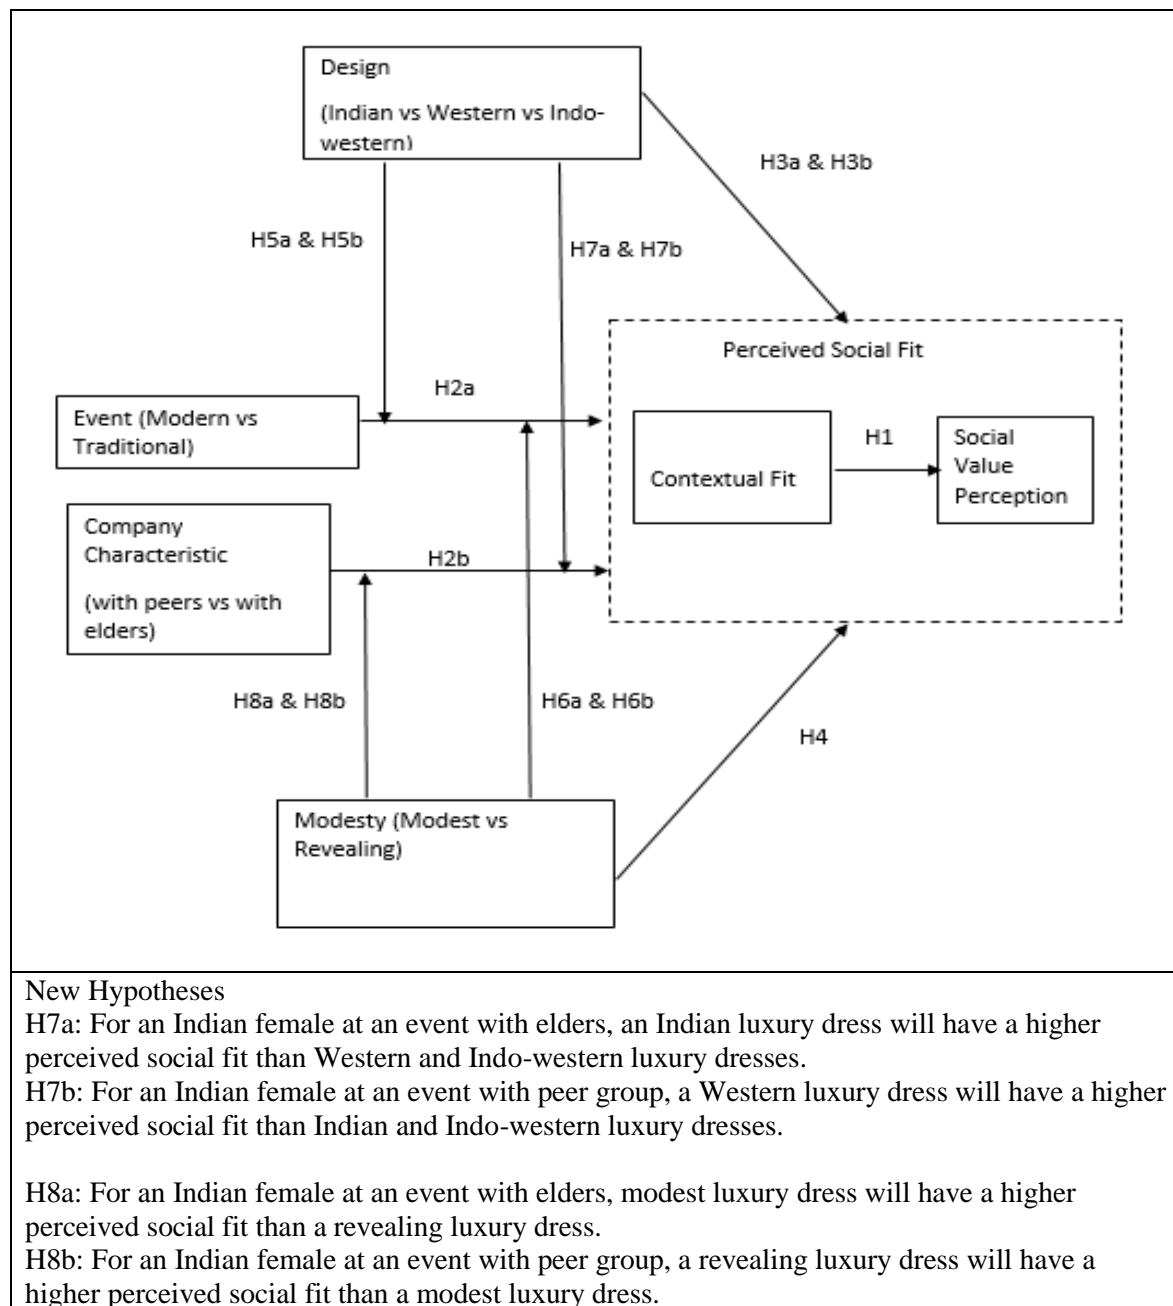 Design
(Indian vs Western vs Indo-
western)
H3a & H3b
H5a & H5b
H7a & H7b
Perceived Social Fit
H2a
Event (Modern vs
Traditional)
H1
Contextual Fit
Social
Value
Perception
Company
Characteristic
(with peers vs with
elders)
H2b
H8a & H8b
H6a & H6b
H4
Modesty (Modest vs
Revealing)
New Hypotheses
H7a: For an Indian female at an event with elders, an Indian luxury dress will have a higher
perceived social fit than Western and Indo-western luxury dresses.
H7b: For an Indian female at an event with peer group, a Western luxury dress will have a higher
perceived social fit than Indian and Indo-western luxury dresses.
H8a: For an Indian female at an event with elders, modest luxury dress will have a higher
perceived social fit than a revealing luxury dress.
H8b: For an Indian female at an event with peer group, a revealing luxury dress will have a
higher perceived social fit than a modest luxury dress.